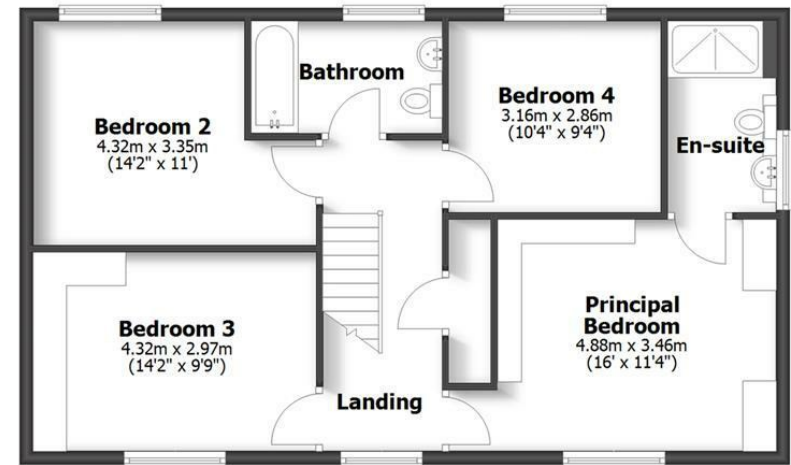 Bathroom
Bedroom 2
4.32m x 3.35m
(14'2" x 11')
Bedroom 4
3.16m x 2.86m
(10'4" x 9'4")
En-suite
Bedroom 3
4.32m x 2.97m
(14'2" x 9'9")
Principal
Bedroom
4.88m x 3.46m
(16' x 11'4")
Landing